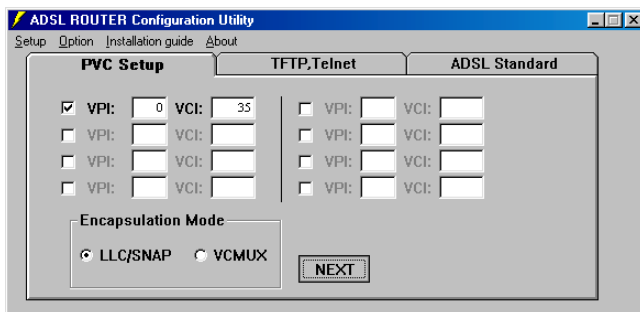 ADSL ROUTER Configuration Utility
Setup Option Installation guide About
PVC Setup TFTP,Telnet ADSL Standard
VPI: 0 VCI: 35 VPI: VCI:
VPI: VCI: VPI: VCI:
VPI: VCI: VPI: VCI:
VPI: VCI: VPI: VCI:
Encapsulation Mode
LLC/SNAP VCMUX
NEXT